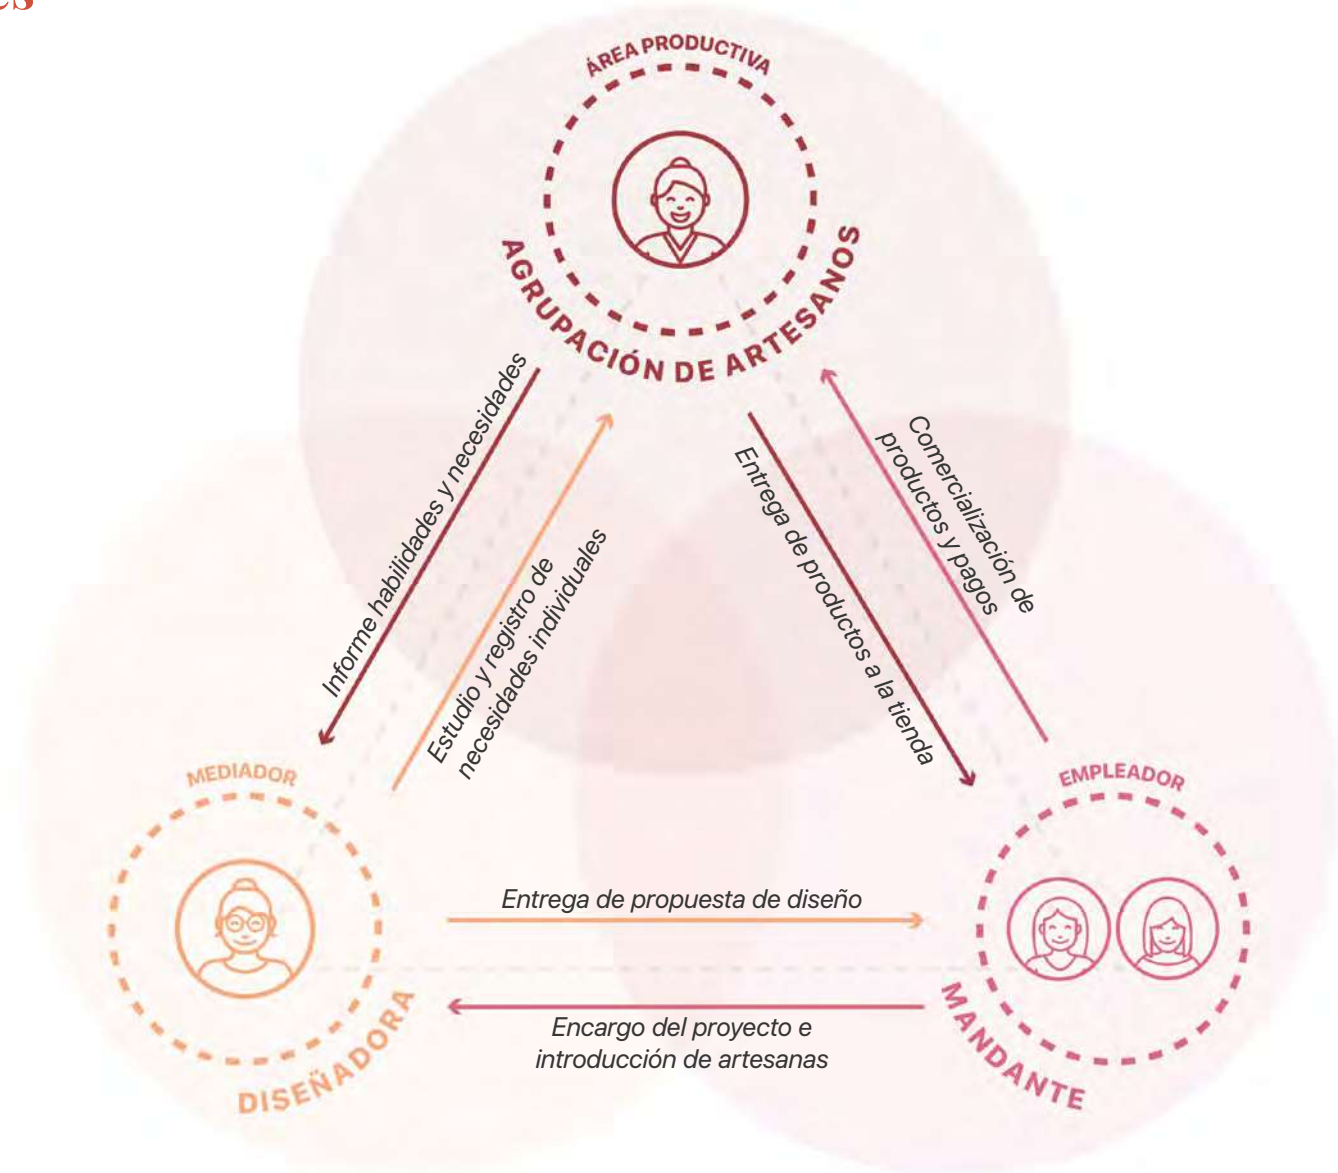 es
ÁREA PRODUCTIVA
AGRUPACIÓN DE ARTESANOS
Informe habilidades y necesidades
Estudio y registro de
necesidades individuales
Entrega de productos a la tienda
Comercialización de
productos y pagos
MEDIADOR
DISEÑADORA
EMPLEADOR
MANDANTE
Entrega de propuesta de diseño
Encargo del proyecto e
introducción de artesanas